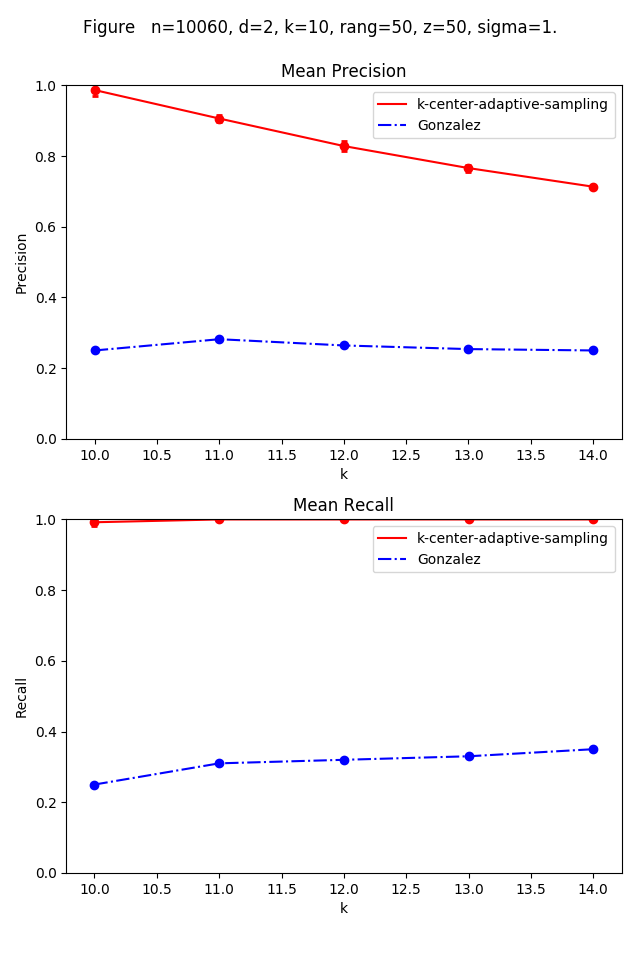 Figure   n=10060, d=2, k=10, rang=50, z=50, sigma=1.
Mean Precision
k-center-adaptive-sampling
Gonzalez
Precision
1.0
0.8
0.6
0.4
0.2
0.0
10.0 10.5 11.0 11.5 12.0 12.5 13.0 13.5 14.0
k
Mean Recall
k-center-adaptive-sampling
Gonzalez
Recall
1.0
0.8
0.6
0.4
0.2
0.0
10.0 10.5 11.0 11.5 12.0 12.5 13.0 13.5 14.0
k